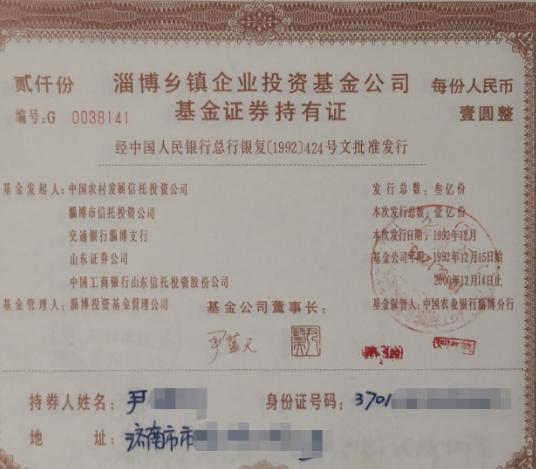 贰仟份 淄博乡镇企业投资基金公司 每份人民币
编号:G 0038141 基金证券持有证 壹圆整
经中国人民银行总行银复[1992]424号文批准发行
基金发起人:中国农村发展信托投资公司 发行总数:叁亿份
淄博市信托投资公司 本次发行总数:壹亿份
交通银行淄博支行 本次发行日期:1993年12月
山东证券公司 基金公司年限:1992年12月15日始
中国工商银行山东信托投资股份公司 2000年12月14日止
基金管理人:淄博投资基金管理公司 基金公司董事长: 基金保管人:中国农业银行淄博分行
持券人姓名:尹 身份证号码:3701
地 址:济南市市